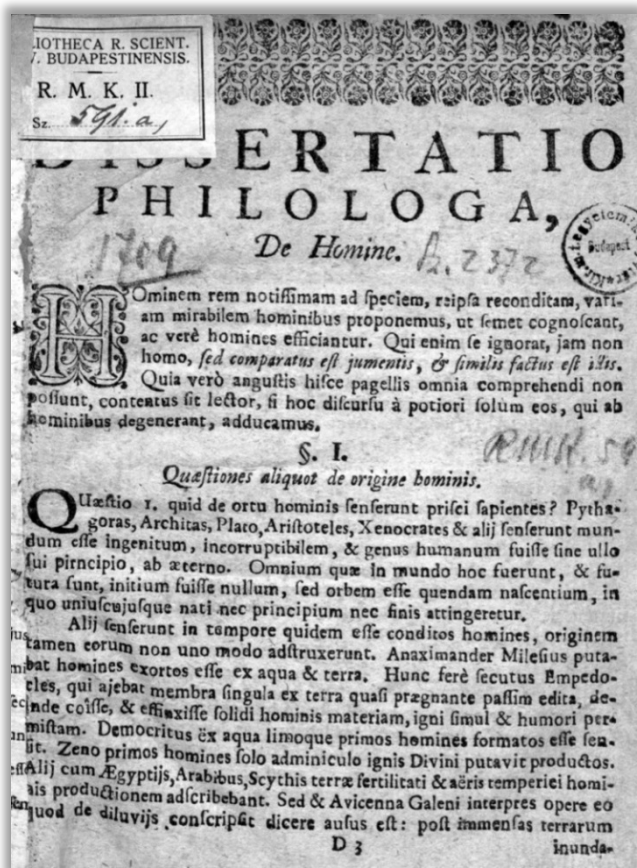 LIOTHECA R. SCIENT.
V. BUDAPESTINENSIS.
R. M. K. II.
Sz. 591. a,
DISSERTATIO
PHILOLOGA,
De Homine.
1709
B. 2372
Budapest
HOminem rem notiſſimam ad ſpeciem, reipſa reconditam, vari-
am mirabilem hominibus proponemus, ut ſemet cognoſcant,
ac verè homines efficiantur. Qui enim ſe ignorat, jam non
homo, ſed comparatus eſt jumentis, & ſimilis factus eſt illis.
Quia verò anguſtis hiſce pagellis omnia comprehendi non
poſſunt, contentus ſit lector, ſi hoc diſcurſu à potiori ſolum eos, qui ab
hominibus degenerant, adducamus.
§. I.
Quæſtiones aliquot de origine hominis.
QUæſtio 1. quid de ortu hominis ſenſerunt priſci ſapientes? Pytha-
goras, Architas, Plato, Ariſtoteles, Xenocrates & alij ſenſerunt mun-
dum eſſe ingenitum, incorruptibilem, & genus humanum fuiſſe ſine ullo
ſui pirncipio, ab æterno. Omnium quæ in mundo hoc fuerunt, & fu-
tura ſunt, initium fuiſſe nullum, ſed orbem eſſe quendam naſcentium, in
quo uniuſcujuſque nati nec principium nec finis attingeretur.
Alij ſenſerunt in tempore quidem eſſe conditos homines, originem
tamen eorum non uno modo adſtruxerunt. Anaximander Mileſius puta-
bat homines exortos eſſe ex aqua & terra. Hunc ferè ſecutus Empedo-
cles, qui ajebat membra ſingula ex terra quaſi prægnante paſſim edita, de-
inde coiſſe, & effinxiſſe ſolidi hominis materiam, igni ſimul & humori per-
miſtam. Democritus ëx aqua limoque primos homines formatos eſſe ſen-
ſit. Zeno primos homines ſolo adminiculo ignis Divini putavit productos.
Alij cum Ægyptijs, Arabibus, Scythis terræ fertilitati & aëris temperiei homi-
nis productionem adſcribebant. Sed & Avicenna Galeni interpres opere eo
quod de diluvijs conſcripſit dicere auſus eſt: poſt immenſas terrarum
D 3 inunda-